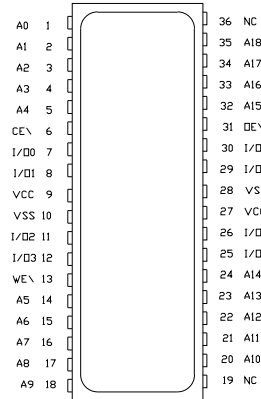 A0 1
A1 2
A2 3
A3 4
A4 5
CE\ 6
I/O0 7
I/O1 8
VCC 9
VSS 10
I/O2 11
I/O3 12
WE\ 13
A5 14
A6 15
A7 16
A8 17
A9 18
36 NC
35 A18
34 A17
33 A16
32 A15
31 OE\
30 I/O
29 I/O
28 VS
27 VC
26 I/O
25 I/O
24 A14
23 A13
22 A12
21 A11
20 A10
19 NC